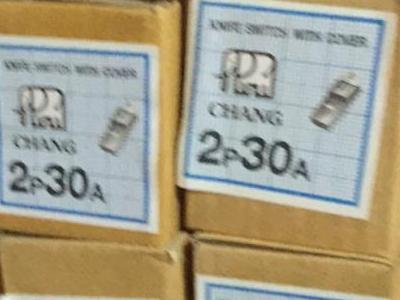 KNIFE SWITCH WITH COVER
CHANG
2P30A
KNIFE SWITCH WITH COVER
CHANG
2P30A